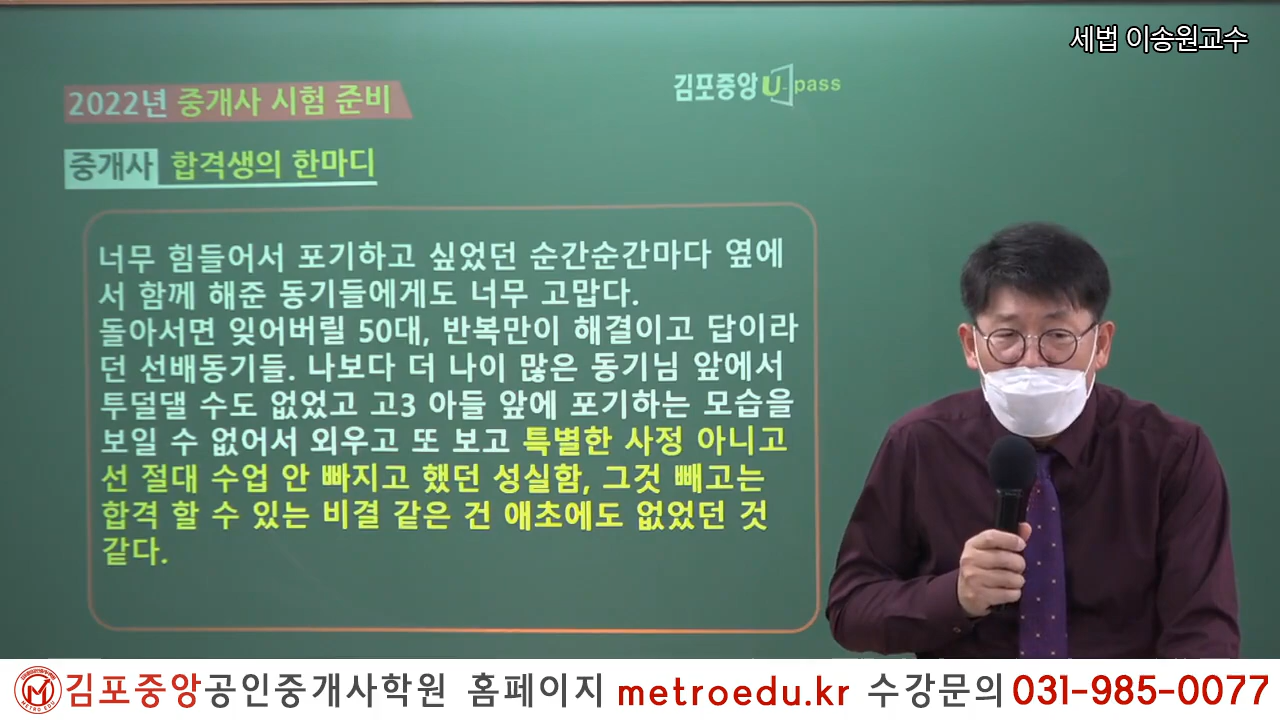 세법 이송원교수
김포중앙 U-pass
2022년 중개사 시험 준비
중개사 합격생의 한마디
너무 힘들어서 포기하고 싶었던 순간순간마다 옆에
서 함께 해준 동기들에게도 너무 고맙다.
돌아서면 잊어버릴 50대, 반복만이 해결이고 답이라
던 선배동기들. 나보다 더 나이 많은 동기님 앞에서
투덜댈 수도 없었고 고3 아들 앞에 포기하는 모습을
보일 수 없어서 외우고 또 보고 특별한 사정 아니고
선 절대 수업 안 빠지고 했던 성실함, 그것 빼고는
합격 할 수 있는 비결 같은 건 애초에도 없었던 것
같다.
METRO EDU 김포중앙공인중개사학원 홈페이지 metroedu.kr 수강문의 031-985-0077